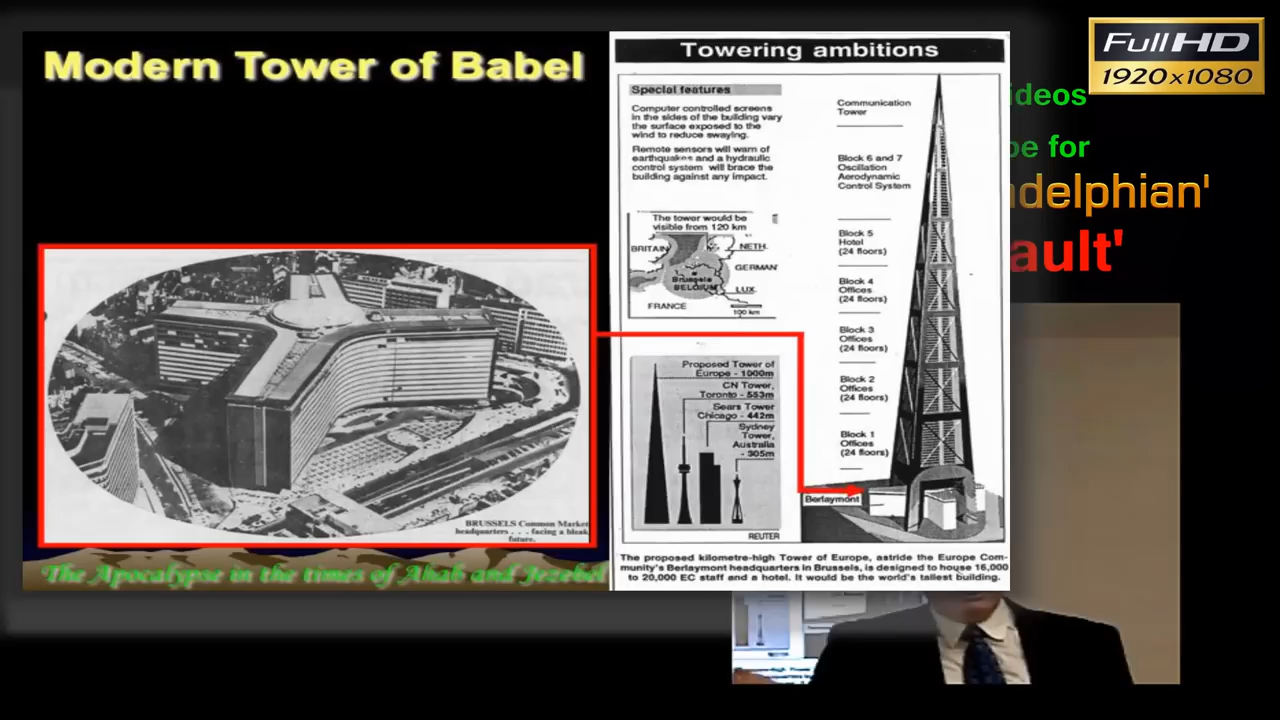 Modern Tower of Babel
BRUSSELS Common Market
headquarters . . . facing a bleak
future.
The Apocalypse in the times of Ahab and Jezebel
Towering ambitions
Special features
Computer controlled screens
in the sides of the building vary
the surface exposed to the
wind to reduce swaying.
Remote sensors will warn of
earthquakes and a hydraulic
control system will brace the
building against any impact.
The tower would be
visible from 120 km
BRITAIN
NETH.
GERMAN
Brussels
BELGIUM
LUX.
FRANCE
100 km
Proposed Tower of
Europe - 1000m
CN Tower,
Toronto - 553m
Sears Tower
Chicago - 442m
Sydney
Tower,
Australia
- 305m
REUTER
Communication
Tower
Block 6 and 7
Oscillation
Aerodynamic
Control System
Block 5
Hotel
(24 floors)
Block 4
Offices
(24 floors)
Block 3
Offices
(24 floors)
Block 2
Offices
(24 floors)
Block 1
Offices
(24 floors)
Berlaymont
The proposed kilometre-high Tower of Europe, astride the Europe Com-
munity's Berlaymont headquarters in Brussels, is designed to house 16,000
to 20,000 EC staff and a hotel. It would be the world's tallest building.
Full HD
1920x1080
ideos
be for
adelphian'
ault'